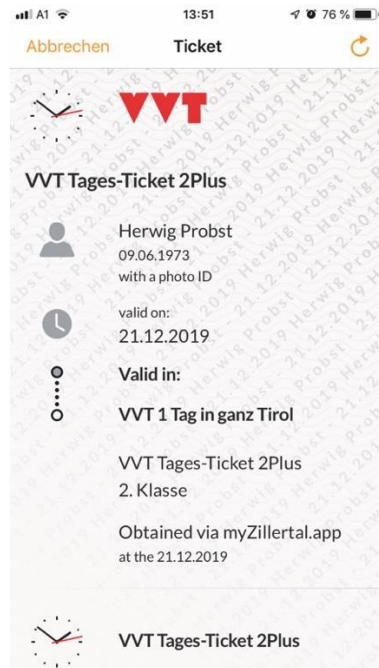 A1 13:51 76 %
Abbrechen Ticket
VVT
VVT Tages-Ticket 2Plus
Herwig Probst
09.06.1973
with a photo ID
valid on:
21.12.2019
Valid in:
VVT 1 Tag in ganz Tirol
VVT Tages-Ticket 2Plus
2. Klasse
Obtained via myZillertal.app
at the 21.12.2019
VVT Tages-Ticket 2Plus